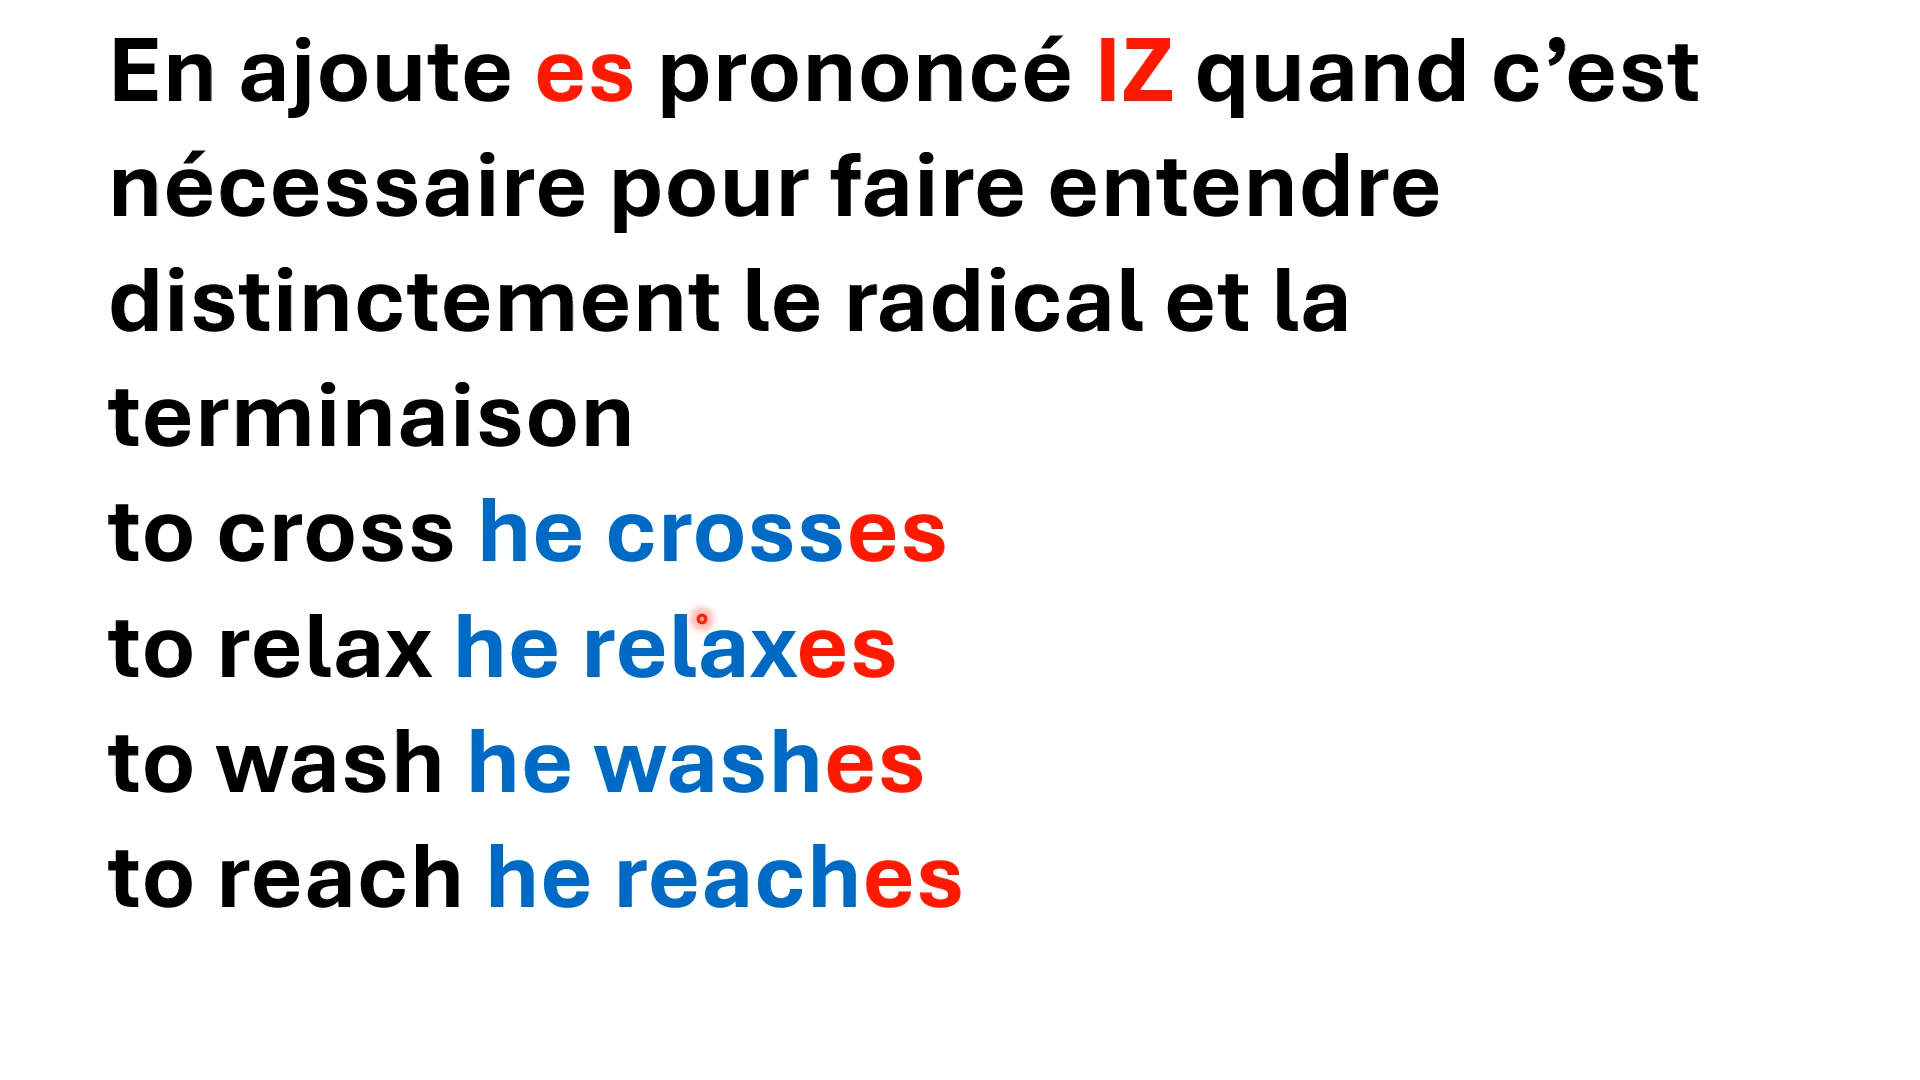 En ajoute es prononcé IZ quand c’est
nécessaire pour faire entendre
distinctement le radical et la
terminaison
to cross he crosses
to relax he relaxes
to wash he washes
to reach he reaches